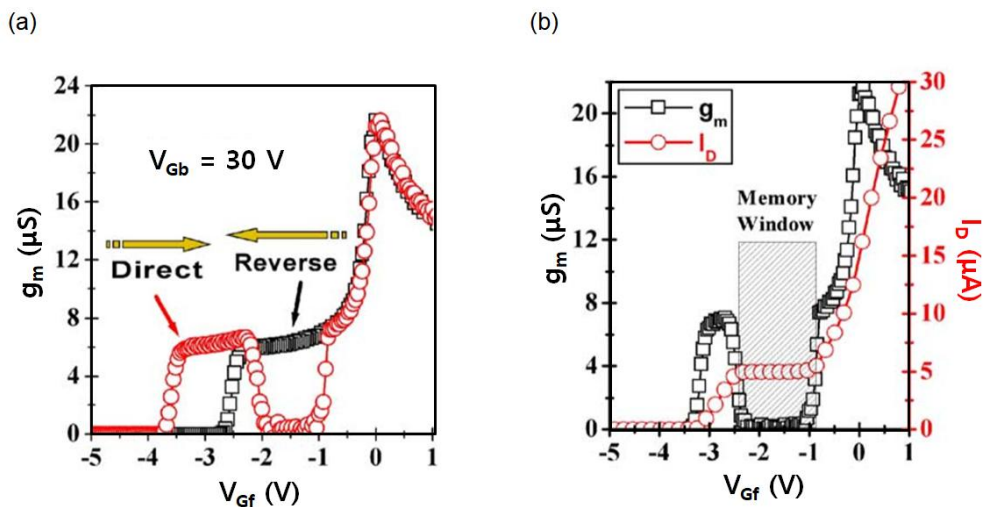 (a)
(b)
24
20
16
12
8
4
0
-5
-4
-3
-2
-1
0
1
gm (μS)
VGf (V)
VGb = 30 V
Direct
Reverse
20
16
12
8
4
0
-5
-4
-3
-2
-1
0
1
gm (μS)
VGf (V)
gm
ID
Memory
Window
30
25
20
15
10
5
0
ID (μA)